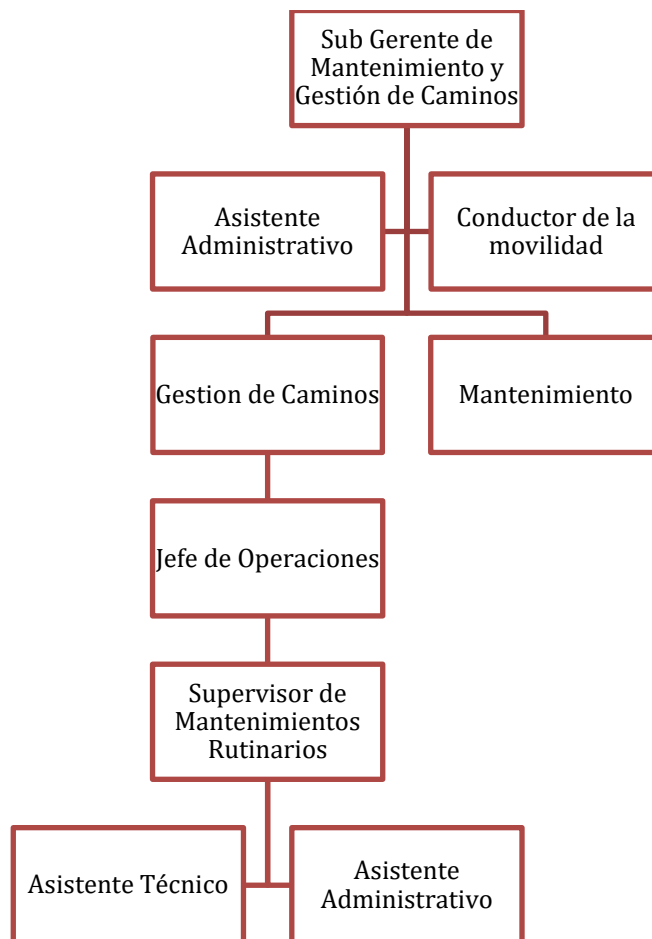 Sub Gerente de
Mantenimiento y
Gestión de Caminos
Asistente
Administrativo
Conductor de la
movilidad
Gestion de Caminos
Mantenimiento
Jefe de Operaciones
Supervisor de
Mantenimientos
Rutinarios
Asistente Técnico
Asistente
Administrativo